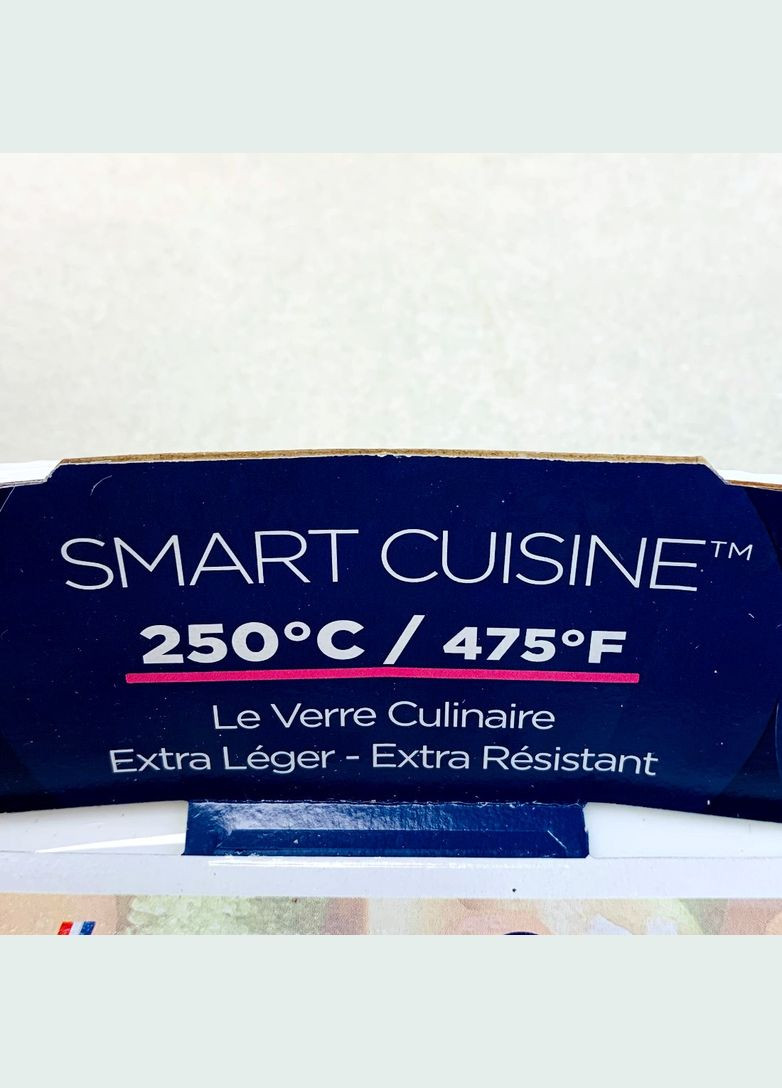 SMART CUISINE™
250°C / 475°F
Le Verre Culinaire
Extra Léger - Extra Résistant